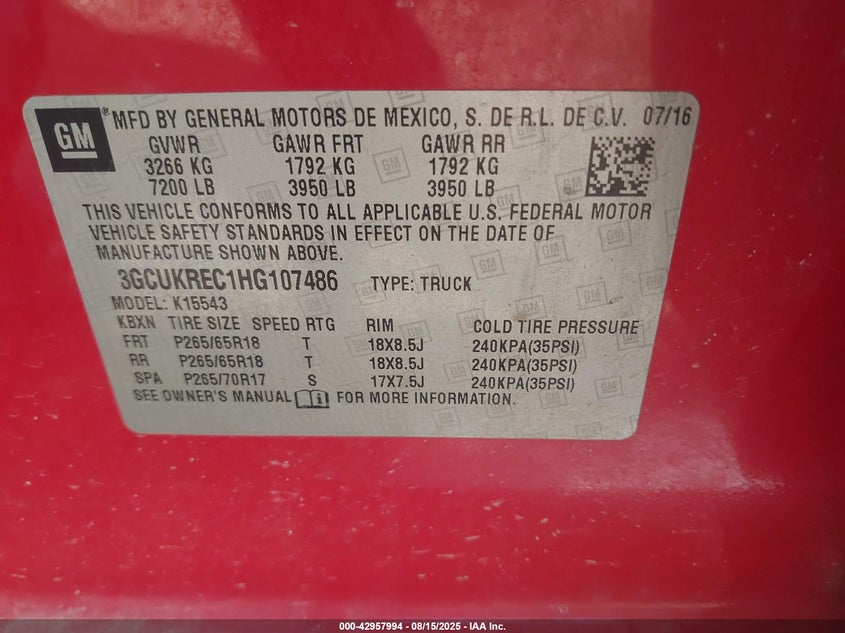 GM® MFD BY GENERAL MOTORS DE MEXICO, S. DE R.L. DE C.V. 07/16
GVWR GAWR FRT GAWR RR
3266 KG 1792 KG 1792 KG
7200 LB 3950 LB 3950 LB
THIS VEHICLE CONFORMS TO ALL APPLICABLE U.S. FEDERAL MOTOR
VEHICLE SAFETY STANDARDS IN EFFECT ON THE DATE OF
MANUFACTURE SHOWN ABOVE.
3GCUKREC1HG107486 TYPE: TRUCK
MODEL: K15543
KBXN TIRE SIZE SPEED RTG RIM COLD TIRE PRESSURE
FRT P265/65R18 T 18X8.5J 240KPA(35PSI)
RR P265/65R18 T 18X8.5J 240KPA(35PSI)
SPA P265/70R17 S 17X7.5J 240KPA(35PSI)
SEE OWNER'S MANUAL FOR MORE INFORMATION.
000-42957994 - 08/15/2025 - IAA Inc.